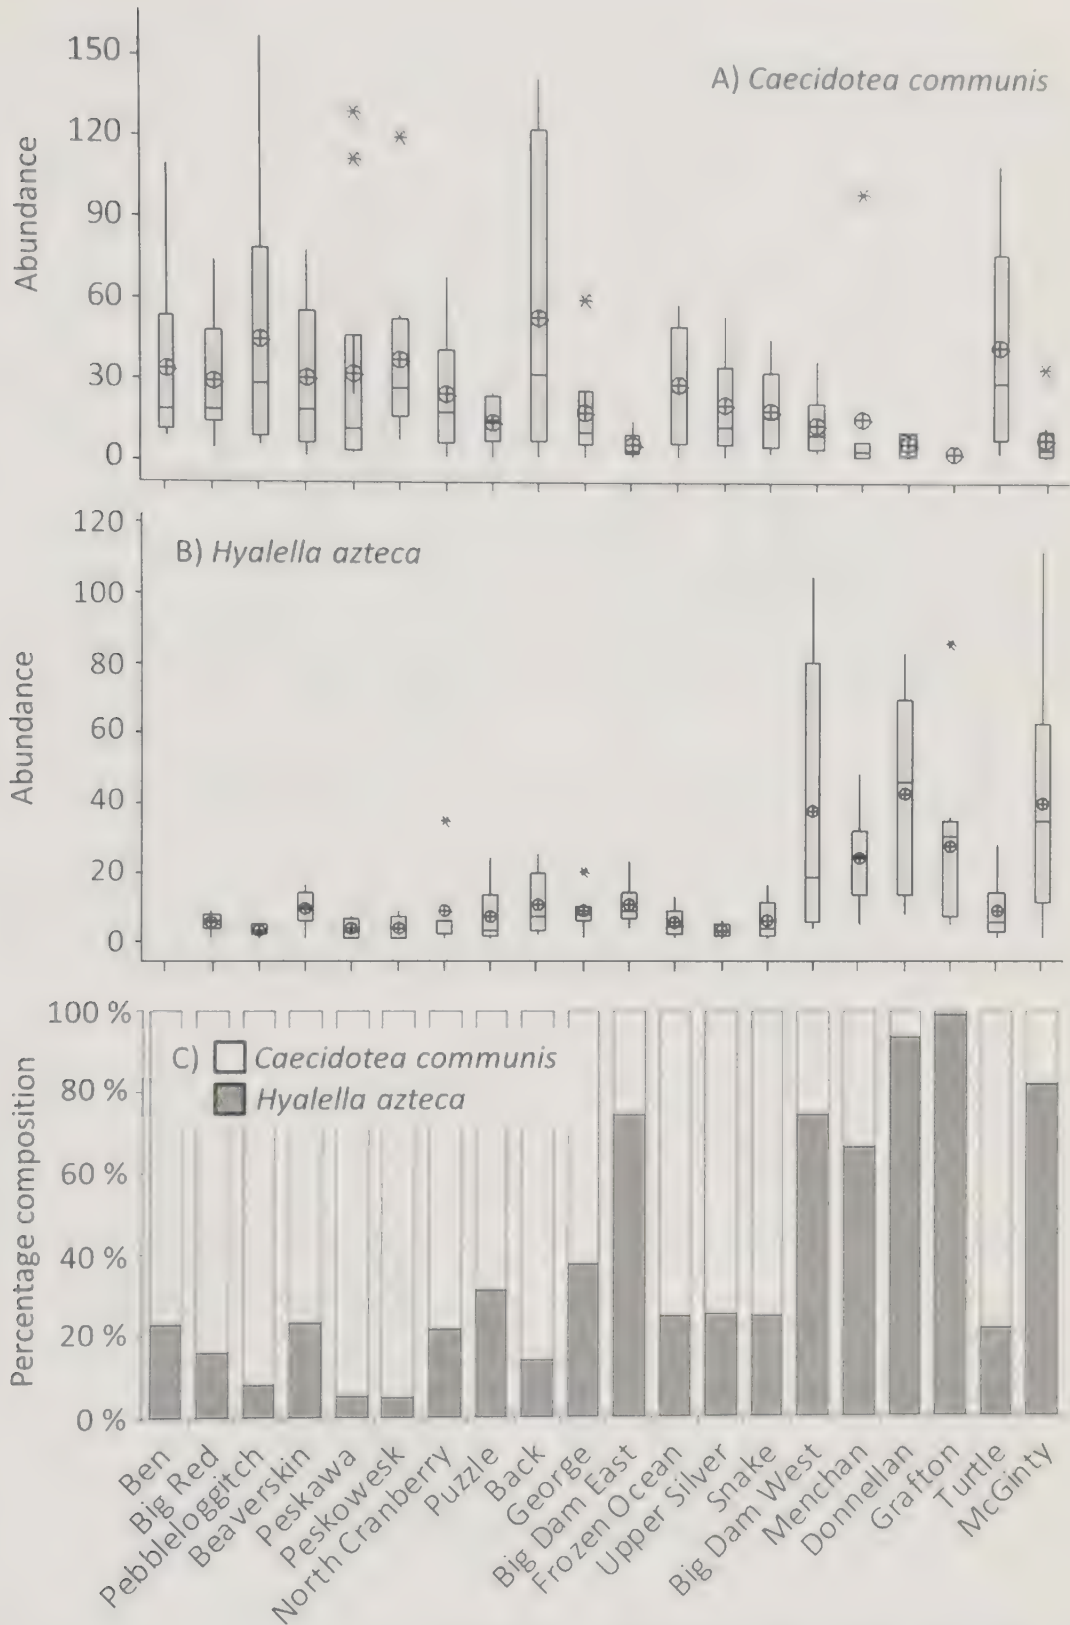 A) Caecidotea communis
Abundance
150
120
90
60
30
0
B) Hyalella azteca
Abundance
120
100
80
60
40
20
0
C) Caecidotea communis
Hyalella azteca
Percentage composition
100 %
80 %
60 %
40 %
20 %
0 %
Ben
Big Red
Pebbleloggitch
Beaverskin
Peskawa
Peskowesk
North Cranberry
Puzzle
Back
George
Big Dam East
Frozen Ocean
Upper Silver
Snake
Big Dam West
Menchan
Donnellan
Grafton
Turtle
McGinty